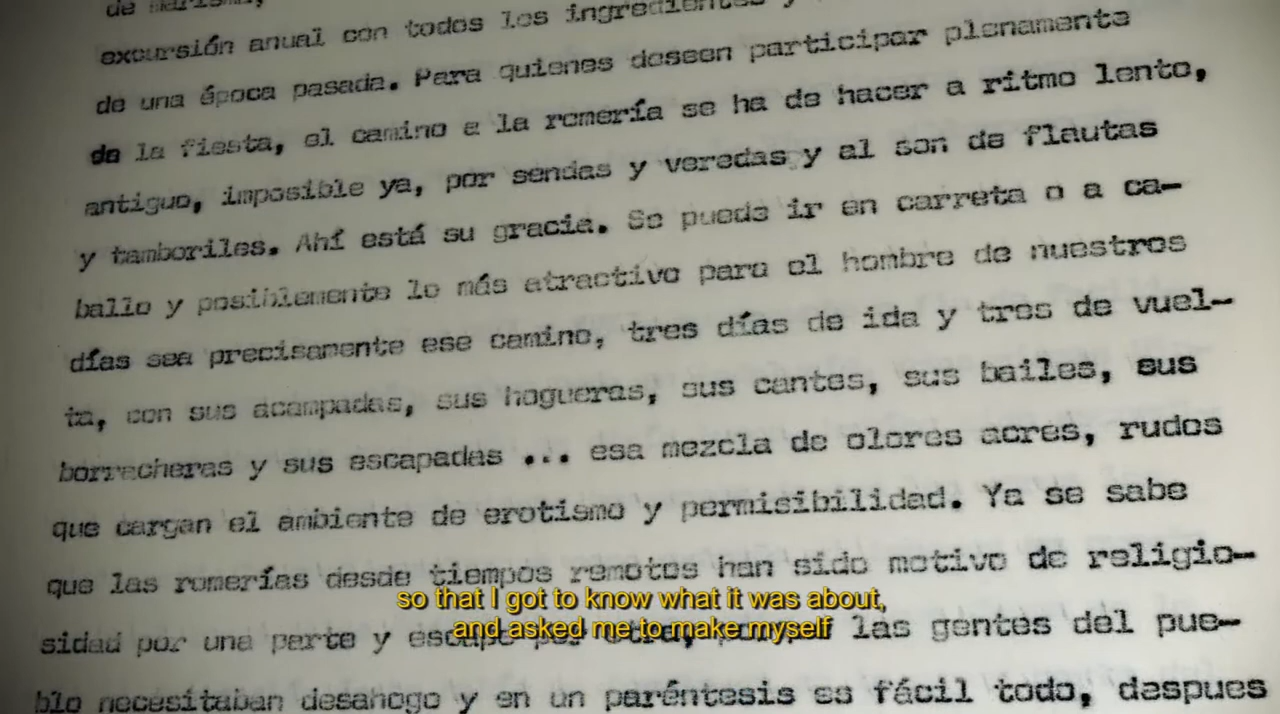 excursión anual con todos los ingredientes y
de una época pasada. Para quienes deseen participar plenamente
de la fiesta, el camino a la romería se ha de hacer a ritmo lento,
antiguo, imposible ya, por sendas y veredas y al son de flautas
y tamboriles. Ahí está su gracia. Se puede ir en carreta o a ca-
ballo y posiblemente lo más atractivo para el hombre de nuestros
días sea precisamente ese camino, tres días de ida y tres de vuel-
ta, con sus acampadas, sus hogueras, sus cantes, sus bailes, sus
borracheras y sus escapadas ... esa mezcla de olores acres, rudos
que cargan el ambiente de erotismo y permisibilidad. Ya se sabe
que las romerías desde tiempos remotos han sido motivo de religio-
sidad por una parte y escape por otra, las gentes del pue-
blo necesitaban desahogo y en un paréntesis es fácil todo, despues
so that I got to know what it was about,
and asked me to make myself